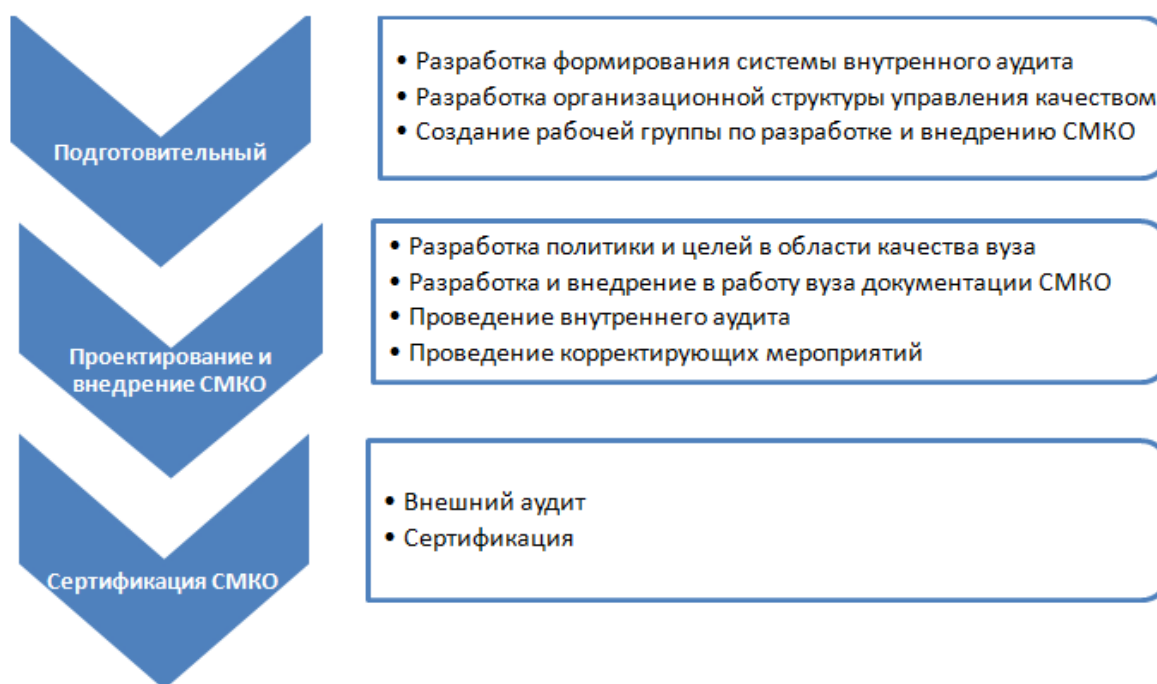 Подготовительный
• Разработка формирования системы внутренного аудита
• Разработка организационной структуры управления качеством
• Создание рабочей группы по разработке и внедрению СМКО
Проектирование и
внедрение СМКО
• Разработка политики и целей в области качества вуза
• Разработка и внедрение в работу вуза документации СМКО
• Проведение внутреннего аудита
• Проведение корректирующих мероприятий
Сертификация СМКО
• Внешний аудит
• Сертификация